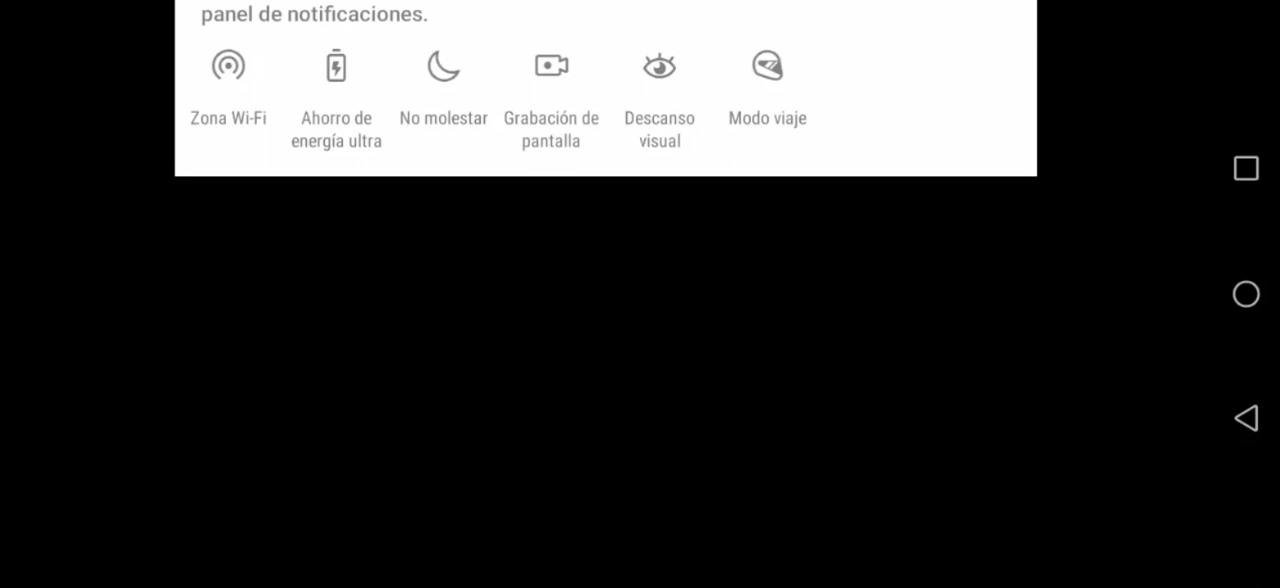 panel de notificaciones.
Zona Wi-Fi
Ahorro de
energía ultra
No molestar
Grabación de
pantalla
Descanso
visual
Modo viaje